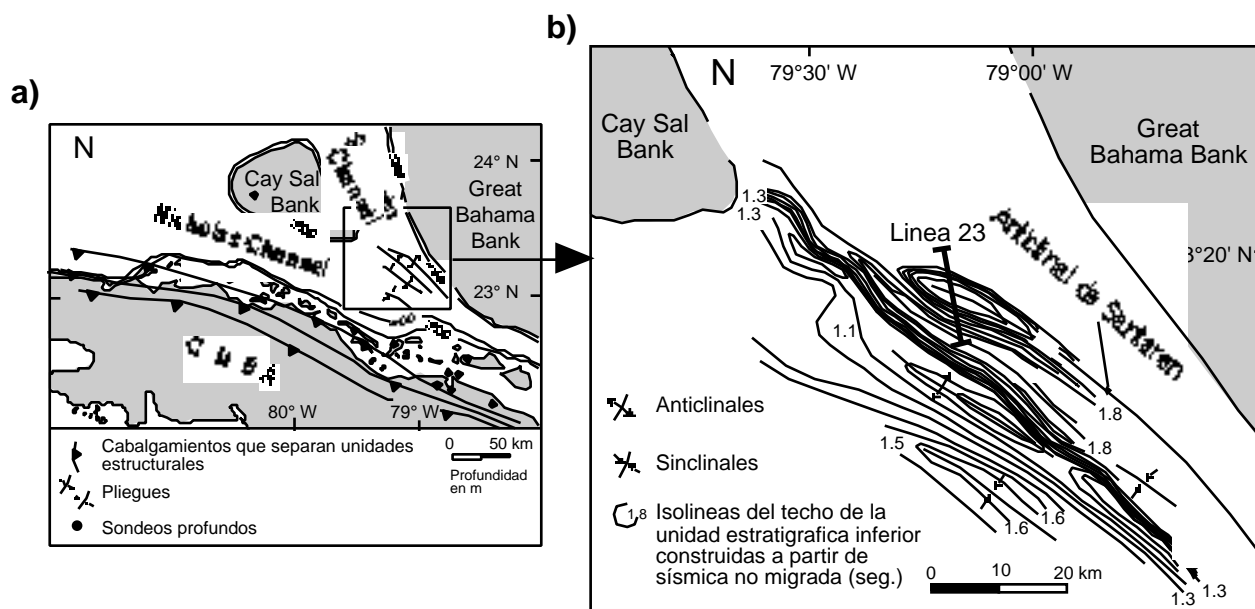 a)
N
Cay Sal
Bank
24° N
Great
Bahama
Bank
Channel
23° N
80° W
79° W
Cabalgamientos que separan unidades
estructurales
Pliegues
Sondeos profundos
0 50 km
Profundidad
en m
b)
N
79°30' W
79°00' W
Cay Sal
Bank
Great
Bahama Bank
Linea 23
Anticlinal de Santaren
3°20' N
1.3
1.3
1.1
1.8
1.8
1.5
1.6
1.6
1.3
1.3
Anticlinales
Sinclinales
1.8
Isolineas del techo de la
unidad estratigrafica inferior
construidas a partir de
sísmica no migrada (seg.)
0 10 20 km